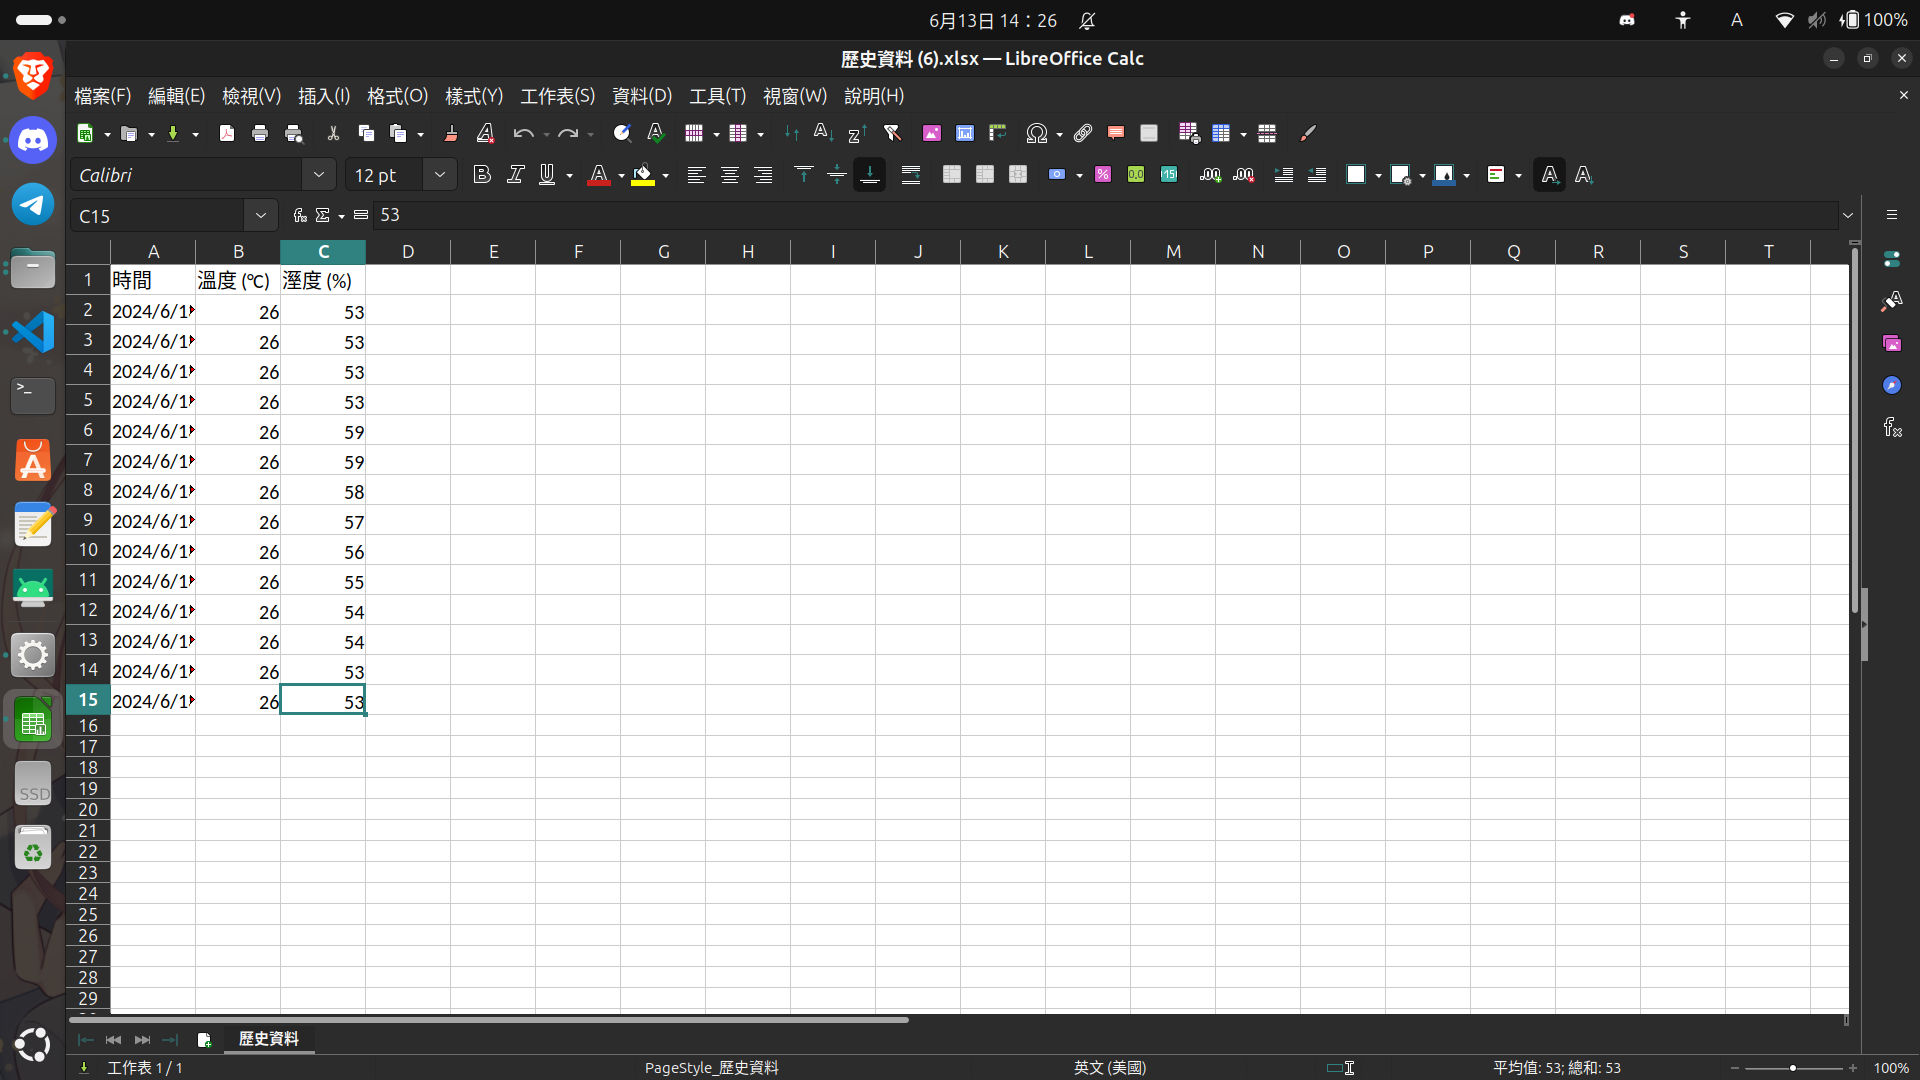 6月13日 14：26
A
100%
歷史資料 (6).xlsx — LibreOffice Calc
檔案(F) 編輯(E) 檢視(V) 插入(I) 格式(O) 樣式(Y) 工作表(S) 資料(D) 工具(T) 視窗(W) 說明(H)
Calibri 12 pt
C15 53
A B C D E F G H I J K L M N O P Q R S T
1 時間 溫度 (℃) 溼度 (%)
2 2024/6/1 26 53
3 2024/6/1 26 53
4 2024/6/1 26 53
5 2024/6/1 26 53
6 2024/6/1 26 59
7 2024/6/1 26 59
8 2024/6/1 26 58
9 2024/6/1 26 57
10 2024/6/1 26 56
11 2024/6/1 26 55
12 2024/6/1 26 54
13 2024/6/1 26 54
14 2024/6/1 26 53
15 2024/6/1 26 53
16
17
18
19
20
21
22
23
24
25
26
27
28
29
SSD
歷史資料
工作表 1 / 1 PageStyle_歷史資料 英文 (美國) 平均值: 53; 總和: 53 100%